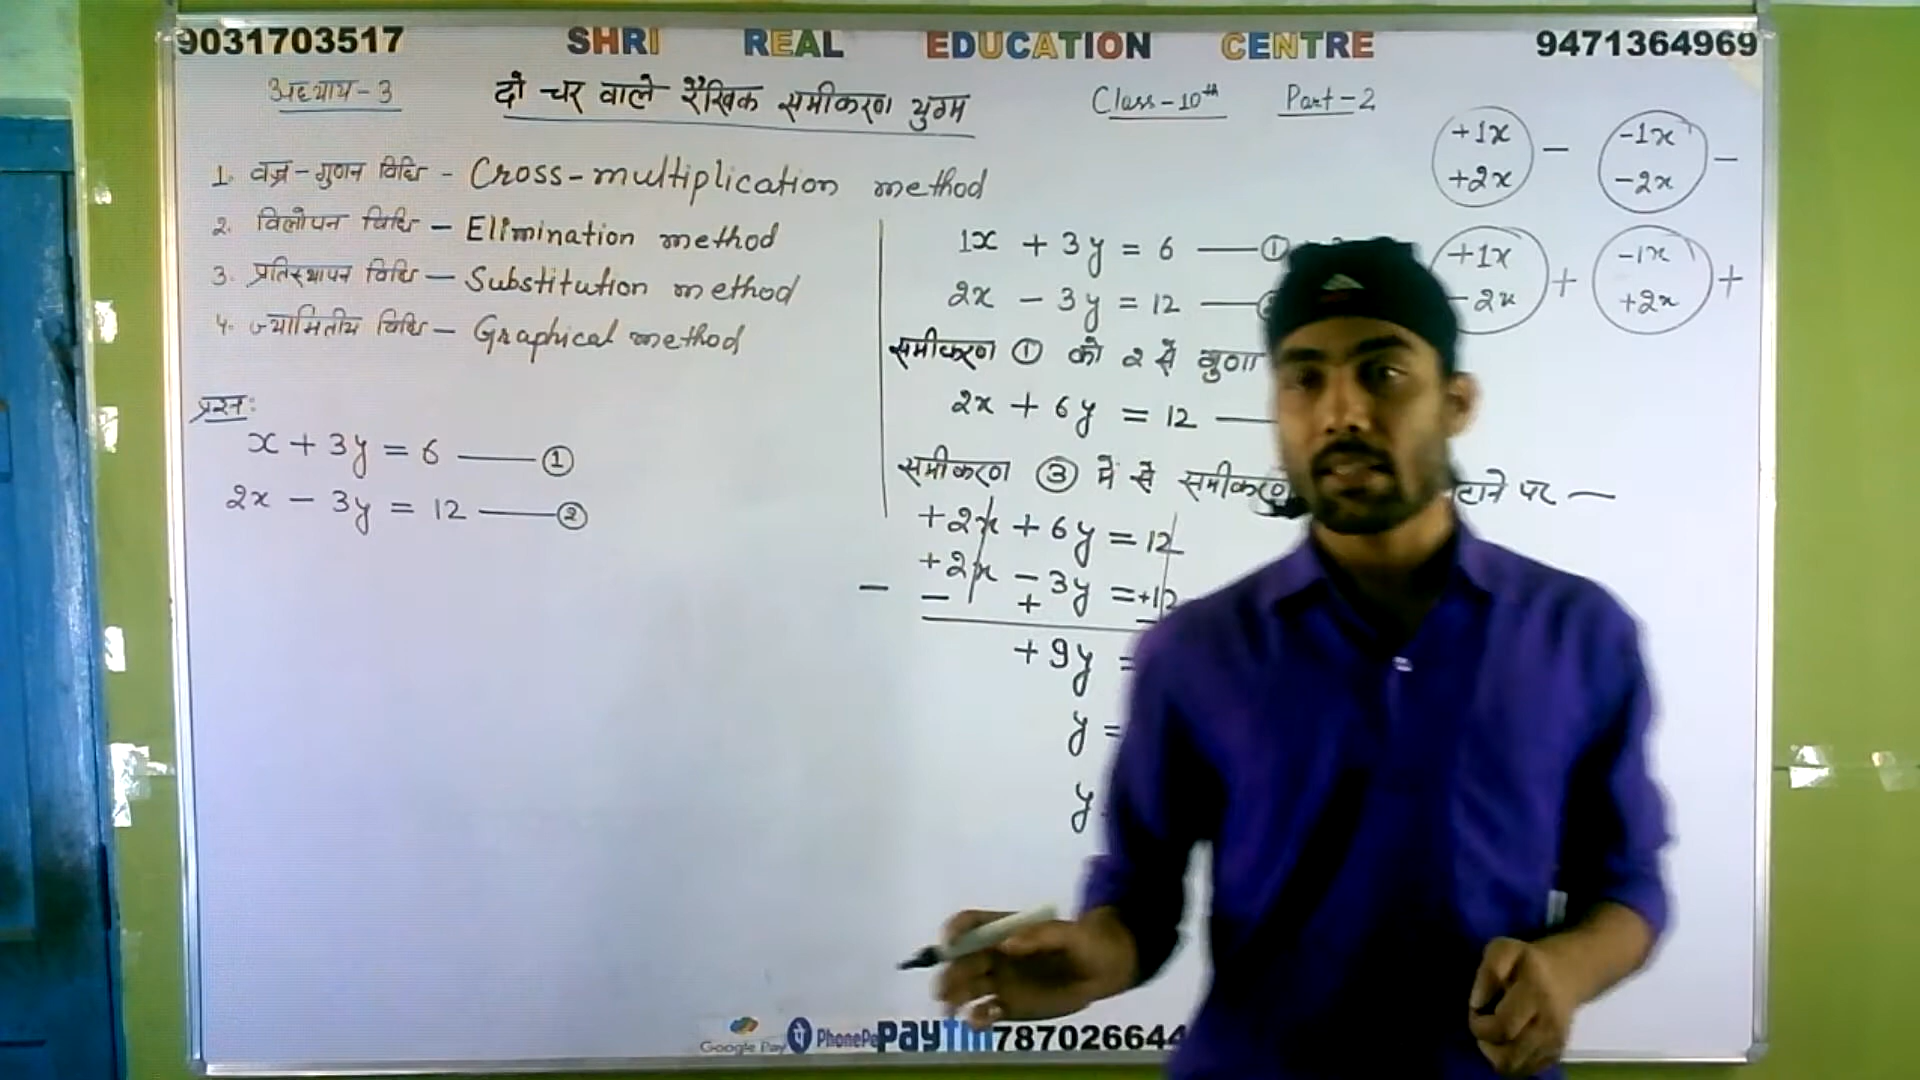 9031703517 SHRI REAL EDUCATION CENTRE 9471364969
अध्याय-3 दो चर वाले रैखिक समीकरण युग्म Class-10th Part-2
1. वज्र-गुणन विधि - Cross-multiplication method
2. विलोपन विधि — Elimination method
3. प्रतिस्थापन विधि — Substitution method
4. ज्यामितीय विधि — Graphical method
प्रश्न:
x + 3y = 6 —— ①
2x - 3y = 12 —— ②
1x + 3y = 6 —— ①
2x - 3y = 12 ——
समीकरण ① को 2 से गुणा
2x + 6y = 12 ——
समीकरण ③ में से समीकरण
+2x + 6y = 12
- +2x - 3y = +12
- +
+9y =
y =
y
+1x
+2x
-
-1x
-2x
-
+1x
-2x
+
-1x
+2x
+
Google Pay PhonePe paytm 787026644